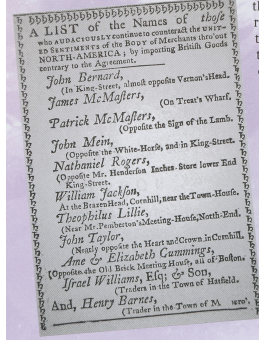 A LIST of the Names of those
who AUDACIOUSLY continue to counteract the UNIT-
ED SENTIMENTS of the BODY of Merchants thro'out
NORTH-AMERICA; by importing British Goods
contrary to the Agreement.
John Bernard,
(In King-Street, almost opposite Vernon's Head.
James McMasters,
(On Treat's Wharf.
Patrick McMasters,
(Opposite the Sign of the Lamb.
John Mein,
(Opposite the White-Horse, and in King-Street.
Nathaniel Rogers,
(Opposite Mr. Henderson Inches. Store lower End
King-Street.
William Jackson,
At the Brazen Head, Cornhill, near the Town-House.
Theophilus Lillie,
(Near Mr. Pemberton's Meeting-House, North-End.
John Taylor,
(Nearly opposite the Heart and Crown in Cornhill.
Ame & Elizabeth Cummings,
(Opposite the Old Brick Meeting House, all of Boston.
Israel Williams, Esq; & Son,
(Traders in the Town of Hatfield.
And, Henry Barnes,
(Trader in the Town of M